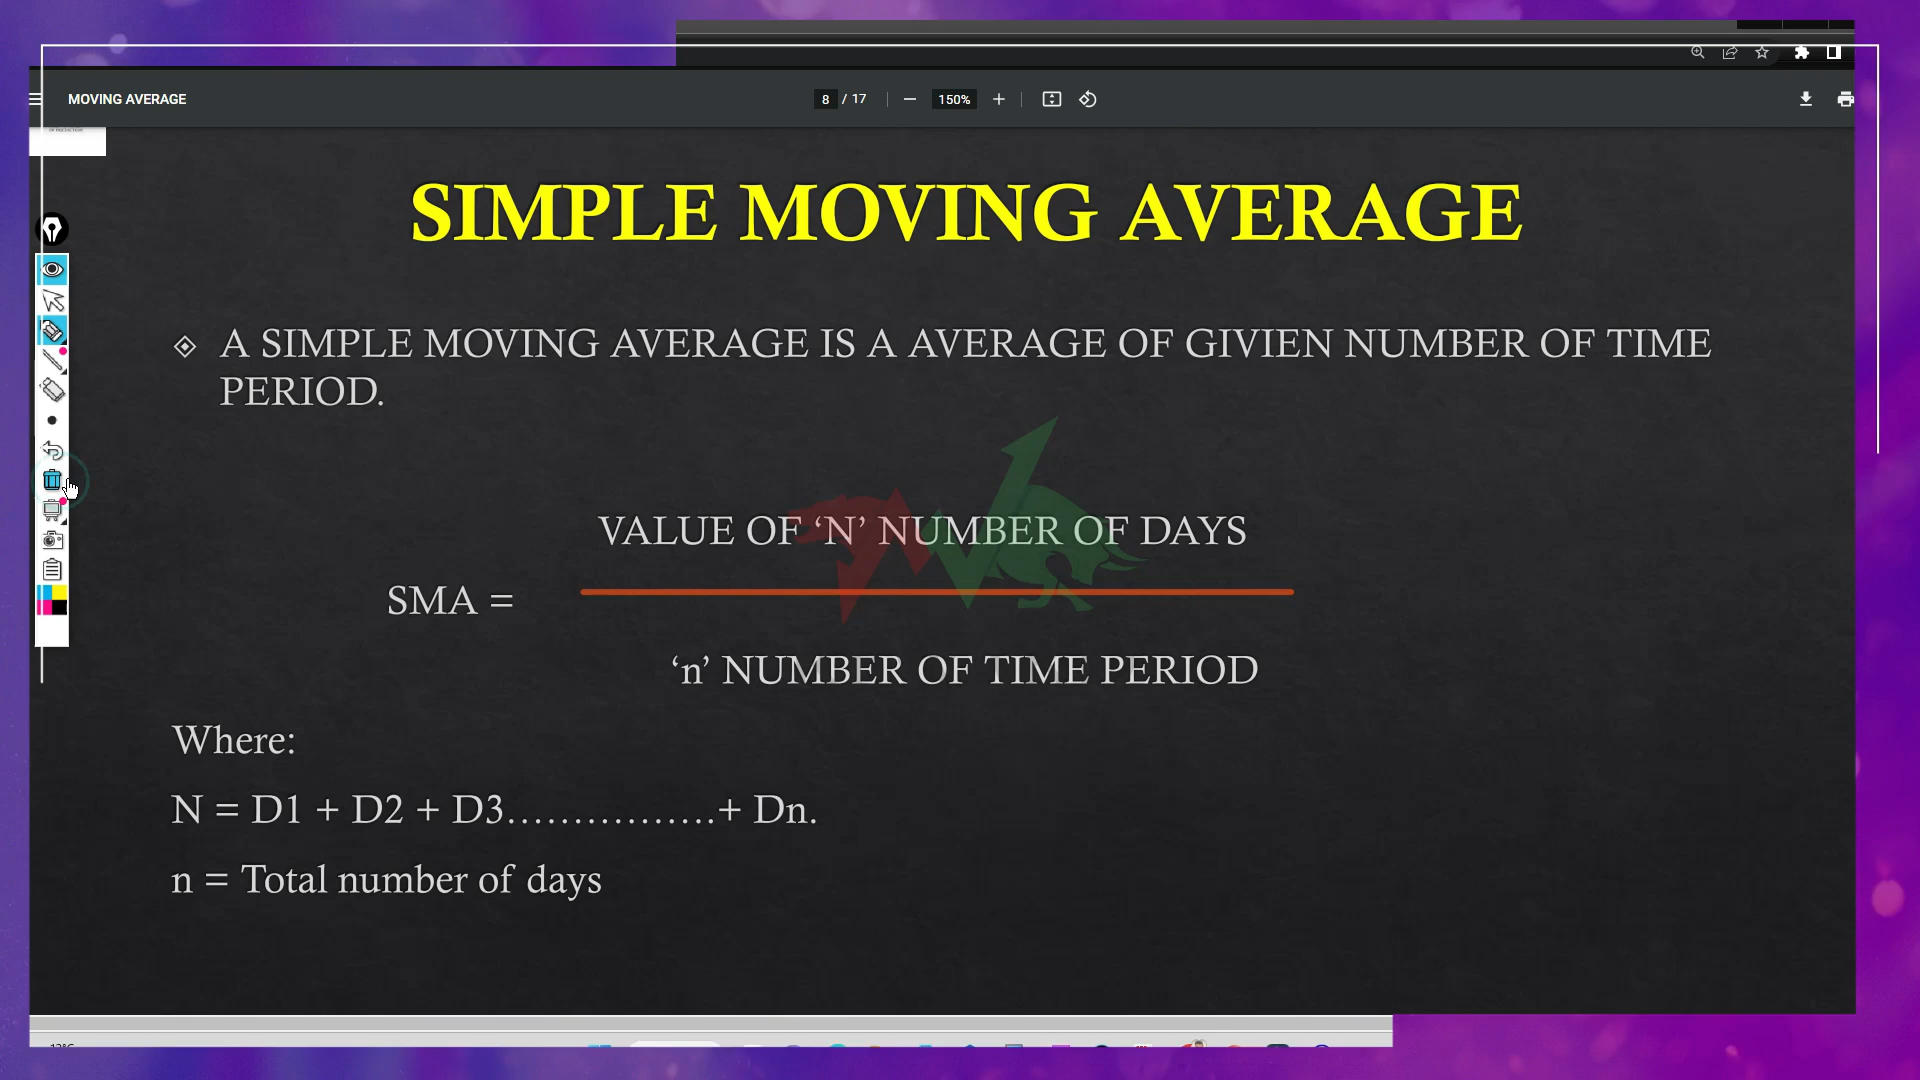 MOVING AVERAGE
8 / 17
150%
SIMPLE MOVING AVERAGE
A SIMPLE MOVING AVERAGE IS A AVERAGE OF GIVIEN NUMBER OF TIME
PERIOD.
VALUE OF ‘N’ NUMBER OF DAYS
SMA =
‘n’ NUMBER OF TIME PERIOD
Where:
N = D1 + D2 + D3................+ Dn.
n = Total number of days